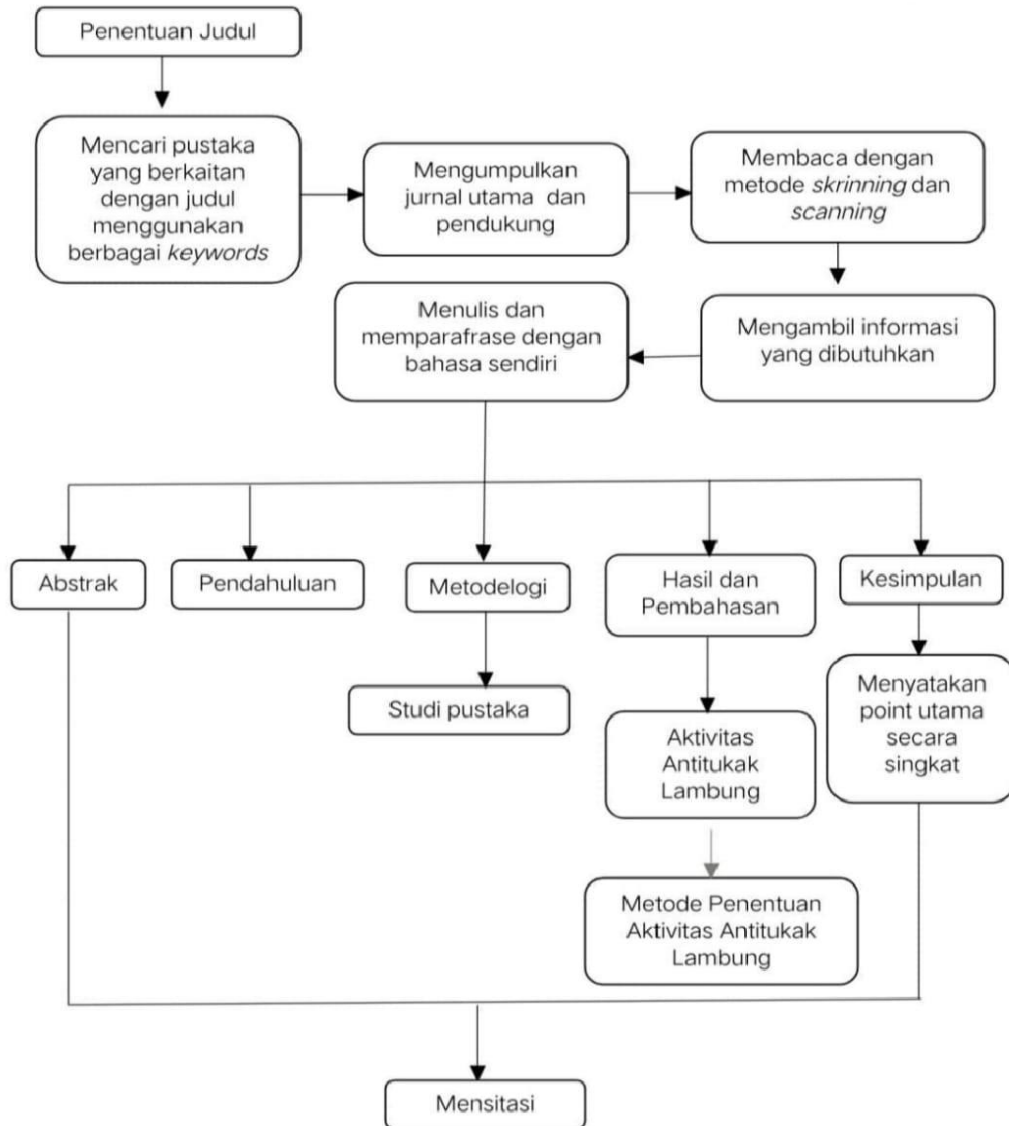 Penentuan Judul
Mencari pustaka
yang berkaitan
dengan judul
menggunakan
berbagai keywords
Mengumpulkan
jurnal utama dan
pendukung
Membaca dengan
metode skrinning dan
scanning
Mengambil informasi
yang dibutuhkan
Menulis dan
memparafrase dengan
bahasa sendiri
Abstrak
Pendahuluan
Metodelogi
Studi pustaka
Hasil dan
Pembahasan
Aktivitas
Antitukak
Lambung
Metode Penentuan
Aktivitas Antitukak
Lambung
Kesimpulan
Menyatakan
point utama
secara
singkat
Mensitasi